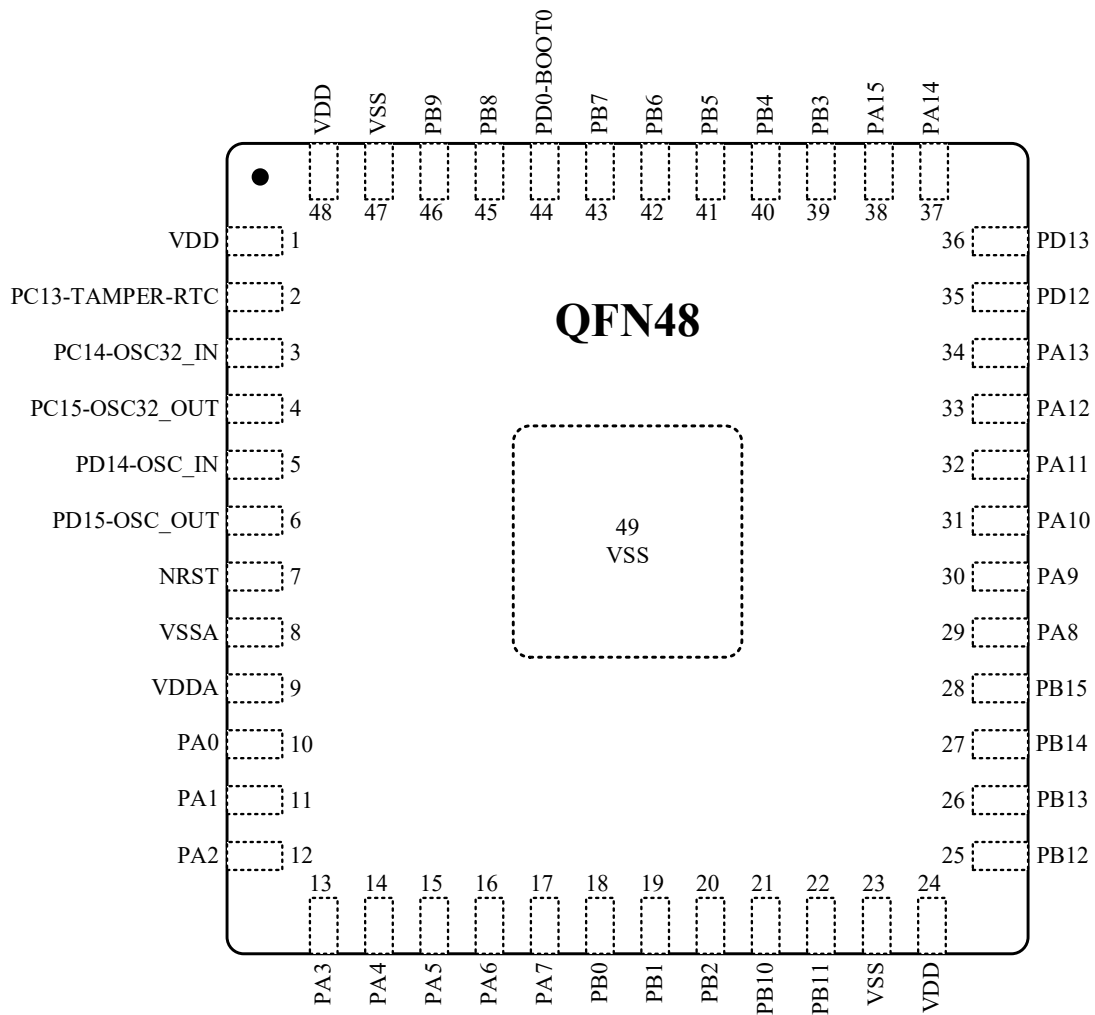 VDD
VSS
PB9
PB8
PD0-BOOT0
PB7
PB6
PB5
PB4
PB3
PA15
PA14
48 47 46 45 44 43 42 41 40 39 38 37
VDD 1 36 PD13
PC13-TAMPER-RTC 2 35 PD12
QFN48
PC14-OSC32_IN 3 34 PA13
PC15-OSC32_OUT 4 33 PA12
PD14-OSC_IN 5 32 PA11
PD15-OSC_OUT 6 31 PA10
49
VSS
NRST 7 30 PA9
VSSA 8 29 PA8
VDDA 9 28 PB15
PA0 10 27 PB14
PA1 11 26 PB13
PA2 12 25 PB12
13 14 15 16 17 18 19 20 21 22 23 24
PA3
PA4
PA5
PA6
PA7
PB0
PB1
PB2
PB10
PB11
VSS
VDD